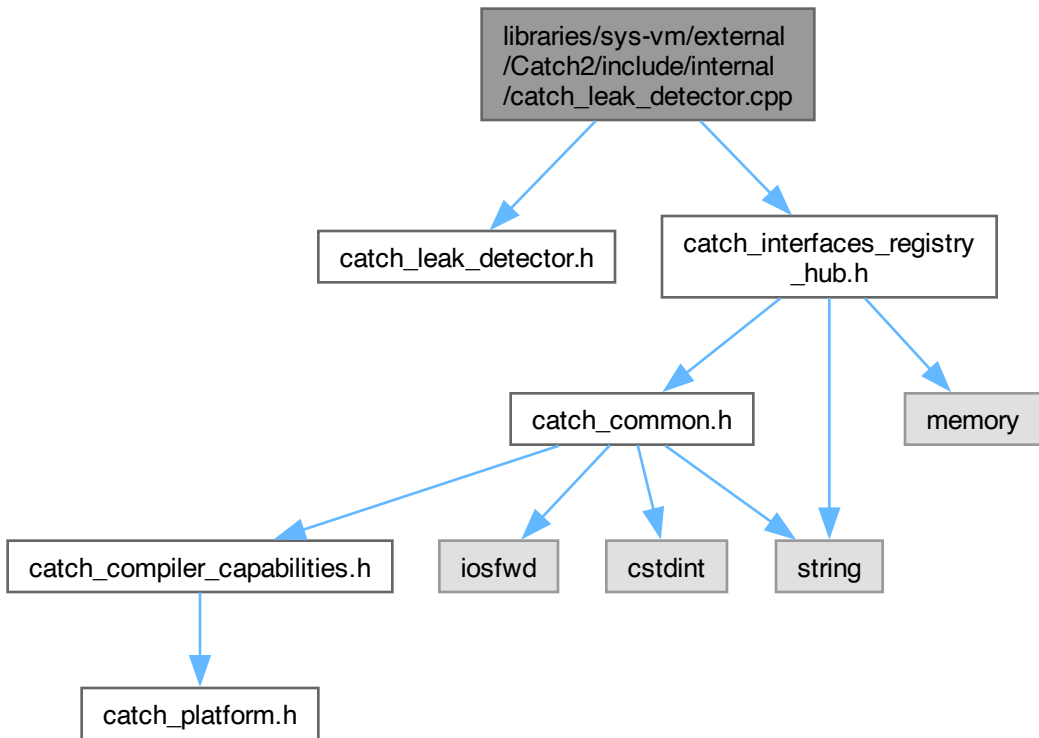 libraries/sys-vm/external
/Catch2/include/internal
/catch_leak_detector.cpp
catch_leak_detector.h
catch_interfaces_registry
_hub.h
catch_common.h
memory
catch_compiler_capabilities.h
iosfwd
cstdint
string
catch_platform.h